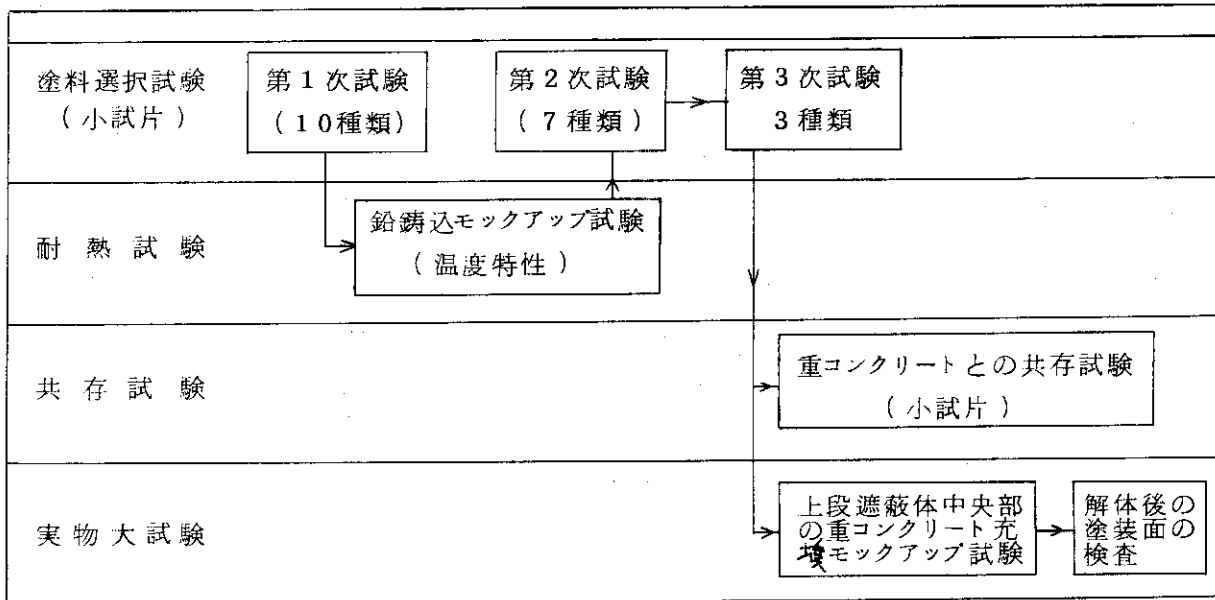 塗料選択試験
(小試片)
第1次試験
(10種類)
第2次試験
(7種類)
第3次試験
3種類
耐熱試験
鉛鋳込モックアップ試験
(温度特性)
共存試験
重コンクリートとの共存試験
(小試片)
実物大試験
上段遮蔽体中央部
の重コンクリート充
填モックアップ試験
解体後の
塗装面の
検査